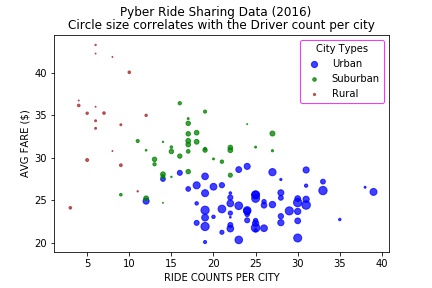 Pyber Ride Sharing Data (2016)
Circle size correlates with the Driver count per city
City Types
Urban
Suburban
Rural
AVG FARE ($)
40
35
30
25
20
5
10
15
20
25
30
35
40
RIDE COUNTS PER CITY